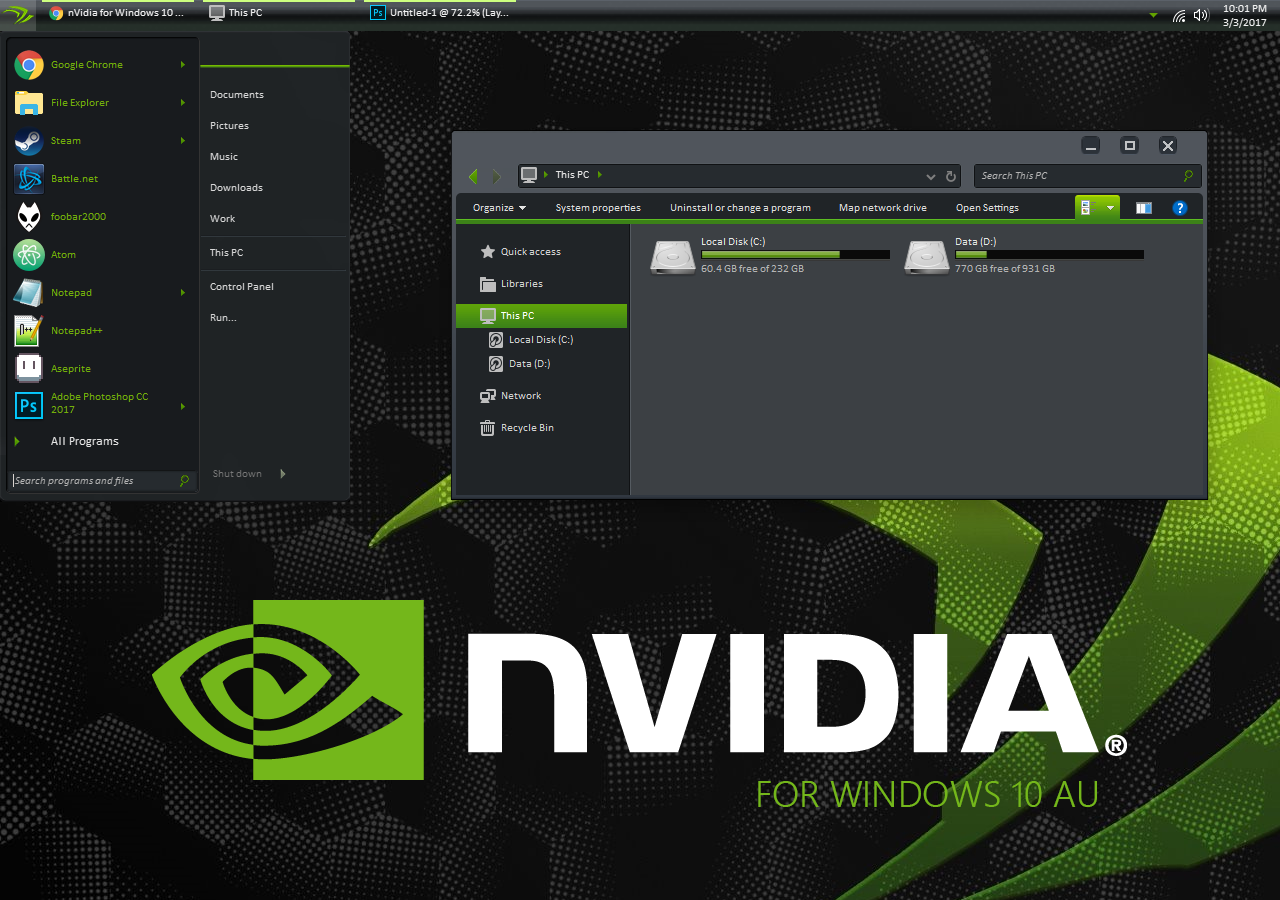 nVidia for Windows 10 ...
This PC
Ps Untitled-1 @ 72.2% (Lay...
10:01 PM
3/3/2017
Google Chrome
File Explorer
Steam
Battle.net
foobar2000
Atom
Notepad
Notepad++
Aseprite
Ps Adobe Photoshop CC
2017
All Programs
Search programs and files
Documents
Pictures
Music
Downloads
Work
This PC
Control Panel
Run...
Shut down
This PC
Search This PC
Organize
System properties
Uninstall or change a program
Map network drive
Open Settings
?
Quick access
Libraries
This PC
Local Disk (C:)
Data (D:)
Network
Recycle Bin
Local Disk (C:)
60.4 GB free of 232 GB
Data (D:)
770 GB free of 931 GB
nVIDIA®
FOR WINDOWS 10 AU